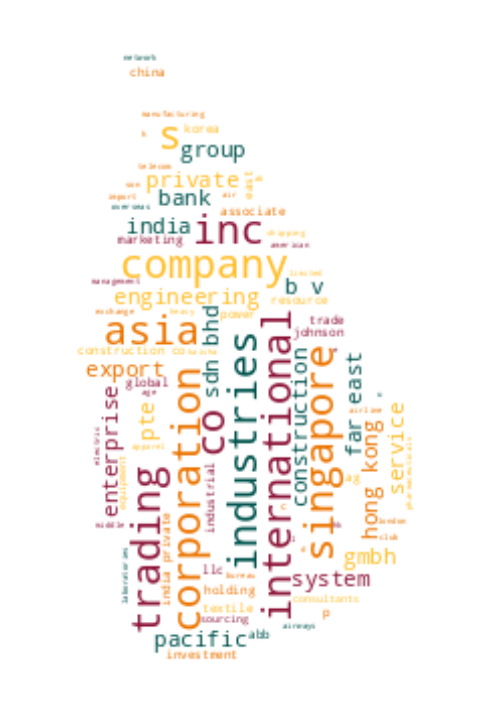 network
china
manufacturing
s
korea
group
telecom
private
bank
import
overseas
air
associate
india
inc
marketing
shipping
american
company
limited
management
b v
engineering
resource
exchange
heavy
power
asia
sdn bhd
trade
johnson
construction co
export
global
age
far east
enterprise
pte
corporation
co
industries
international
construction
singapore
airline
service
hong kong
electric
equipment
apparel
industrial
pharmaceuticals
ag
trading
middle
india private
london
club
gmbh
llc
bureau
system
laboratories
holding
textile
consultants
sourcing
p
airways
pacific
abb
investment